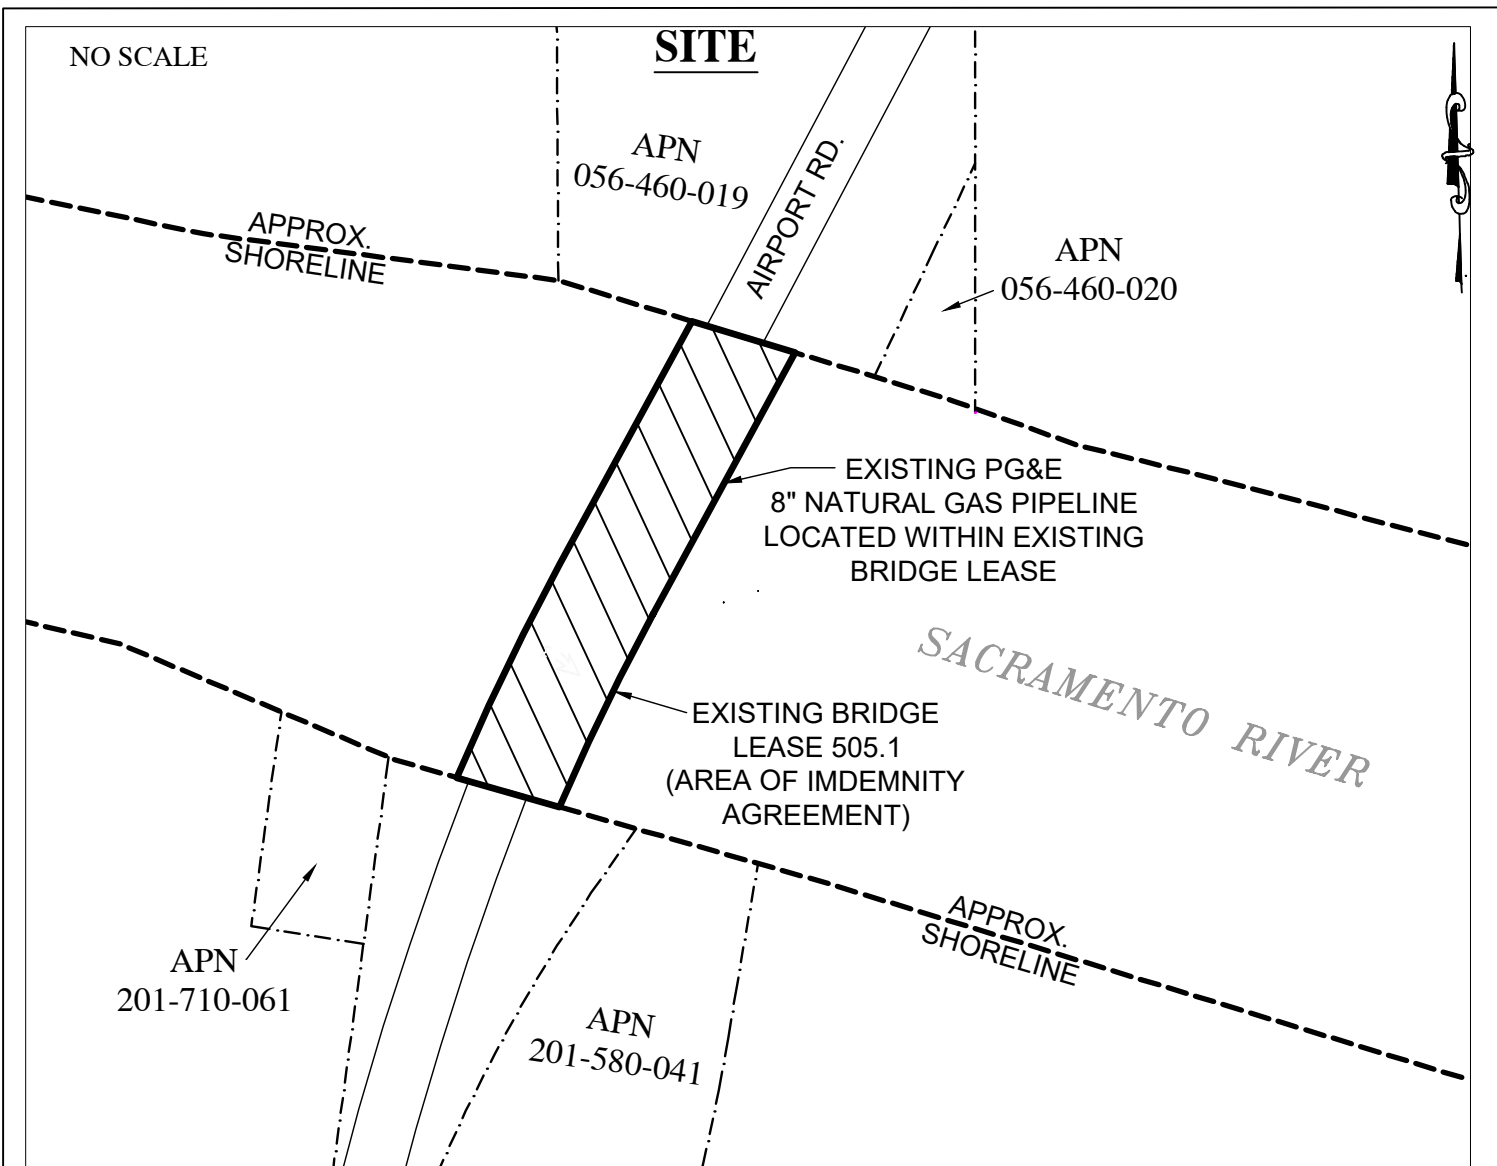 NO SCALE
SITE
APN
056-460-019
AIRPORT RD.
APPROX.
SHORELINE
APN
056-460-020
EXISTING PG&E
8" NATURAL GAS PIPELINE
LOCATED WITHIN EXISTING
BRIDGE LEASE
SACRAMENTO RIVER
EXISTING BRIDGE
LEASE 505.1
(AREA OF IMDEMNITY
AGREEMENT)
APPROX.
SHORELINE
APN
201-710-061
APN
201-580-041